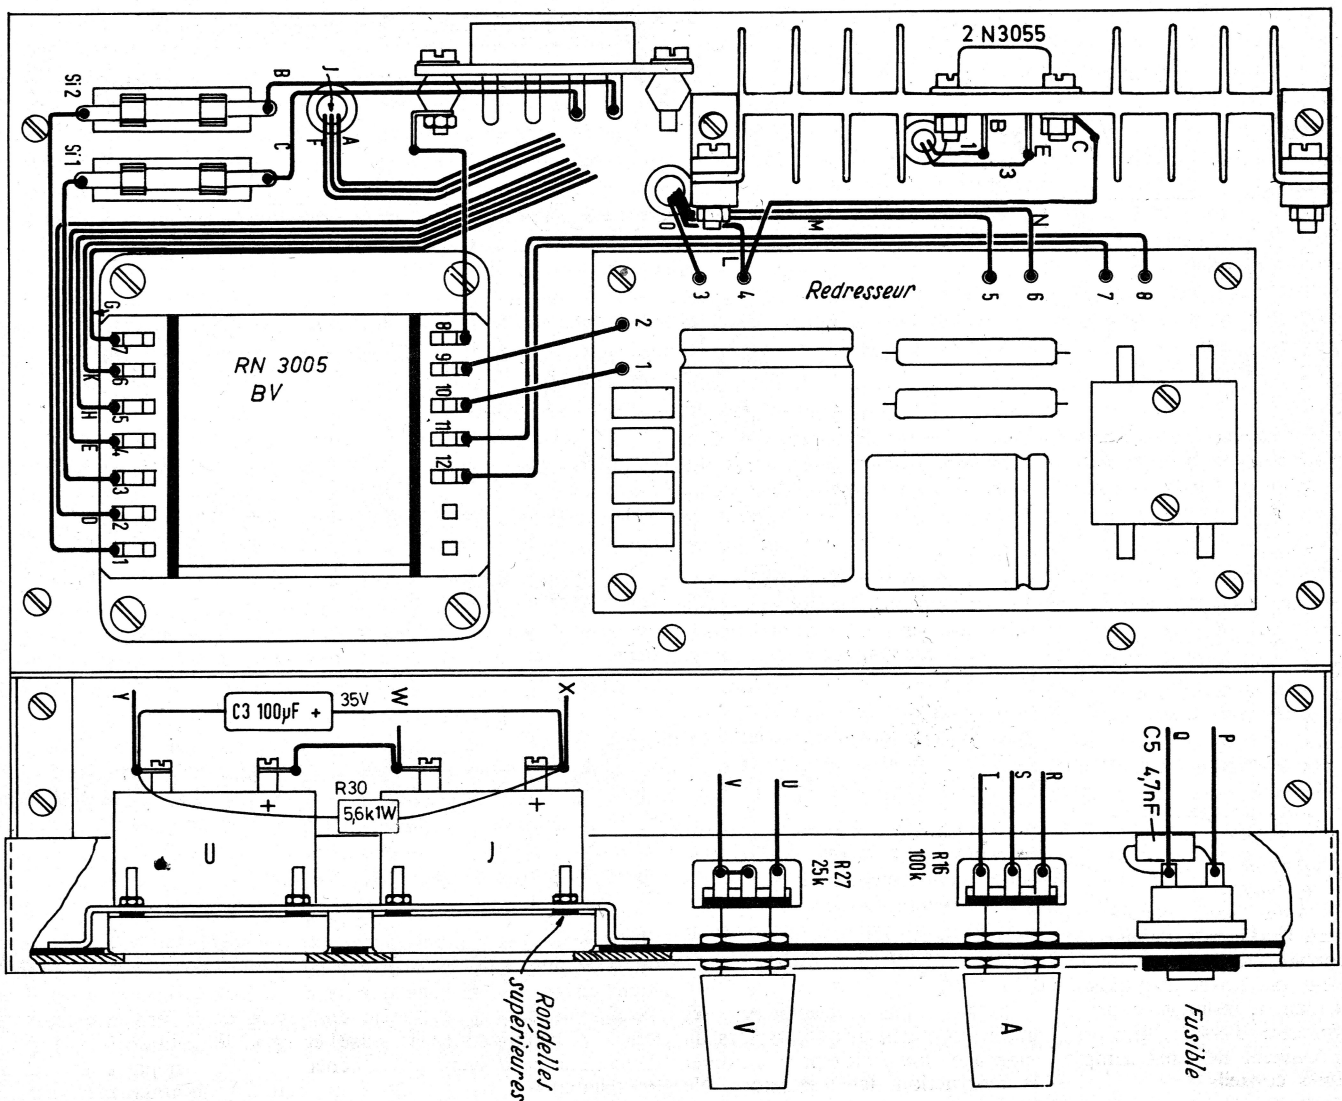 2 N3055
Si 2
B
J
A
F
Si 1
C
B
1
E
3
C
O
M
N
L
3
4
Redresseur
5
6
7
8
G
7
K
6
H
5
E
4
3
D
2
1
RN 3005
BV
8
9
10
11
12
2
1
Y
C3 100µF +
35V
W
X
R30
5,6k1W
+
+
U
J
V
U
R27
25k
T
S
R
R16
100k
C5 4,7nF
Q
P
V
A
Fusible
Rondelles
supérieures